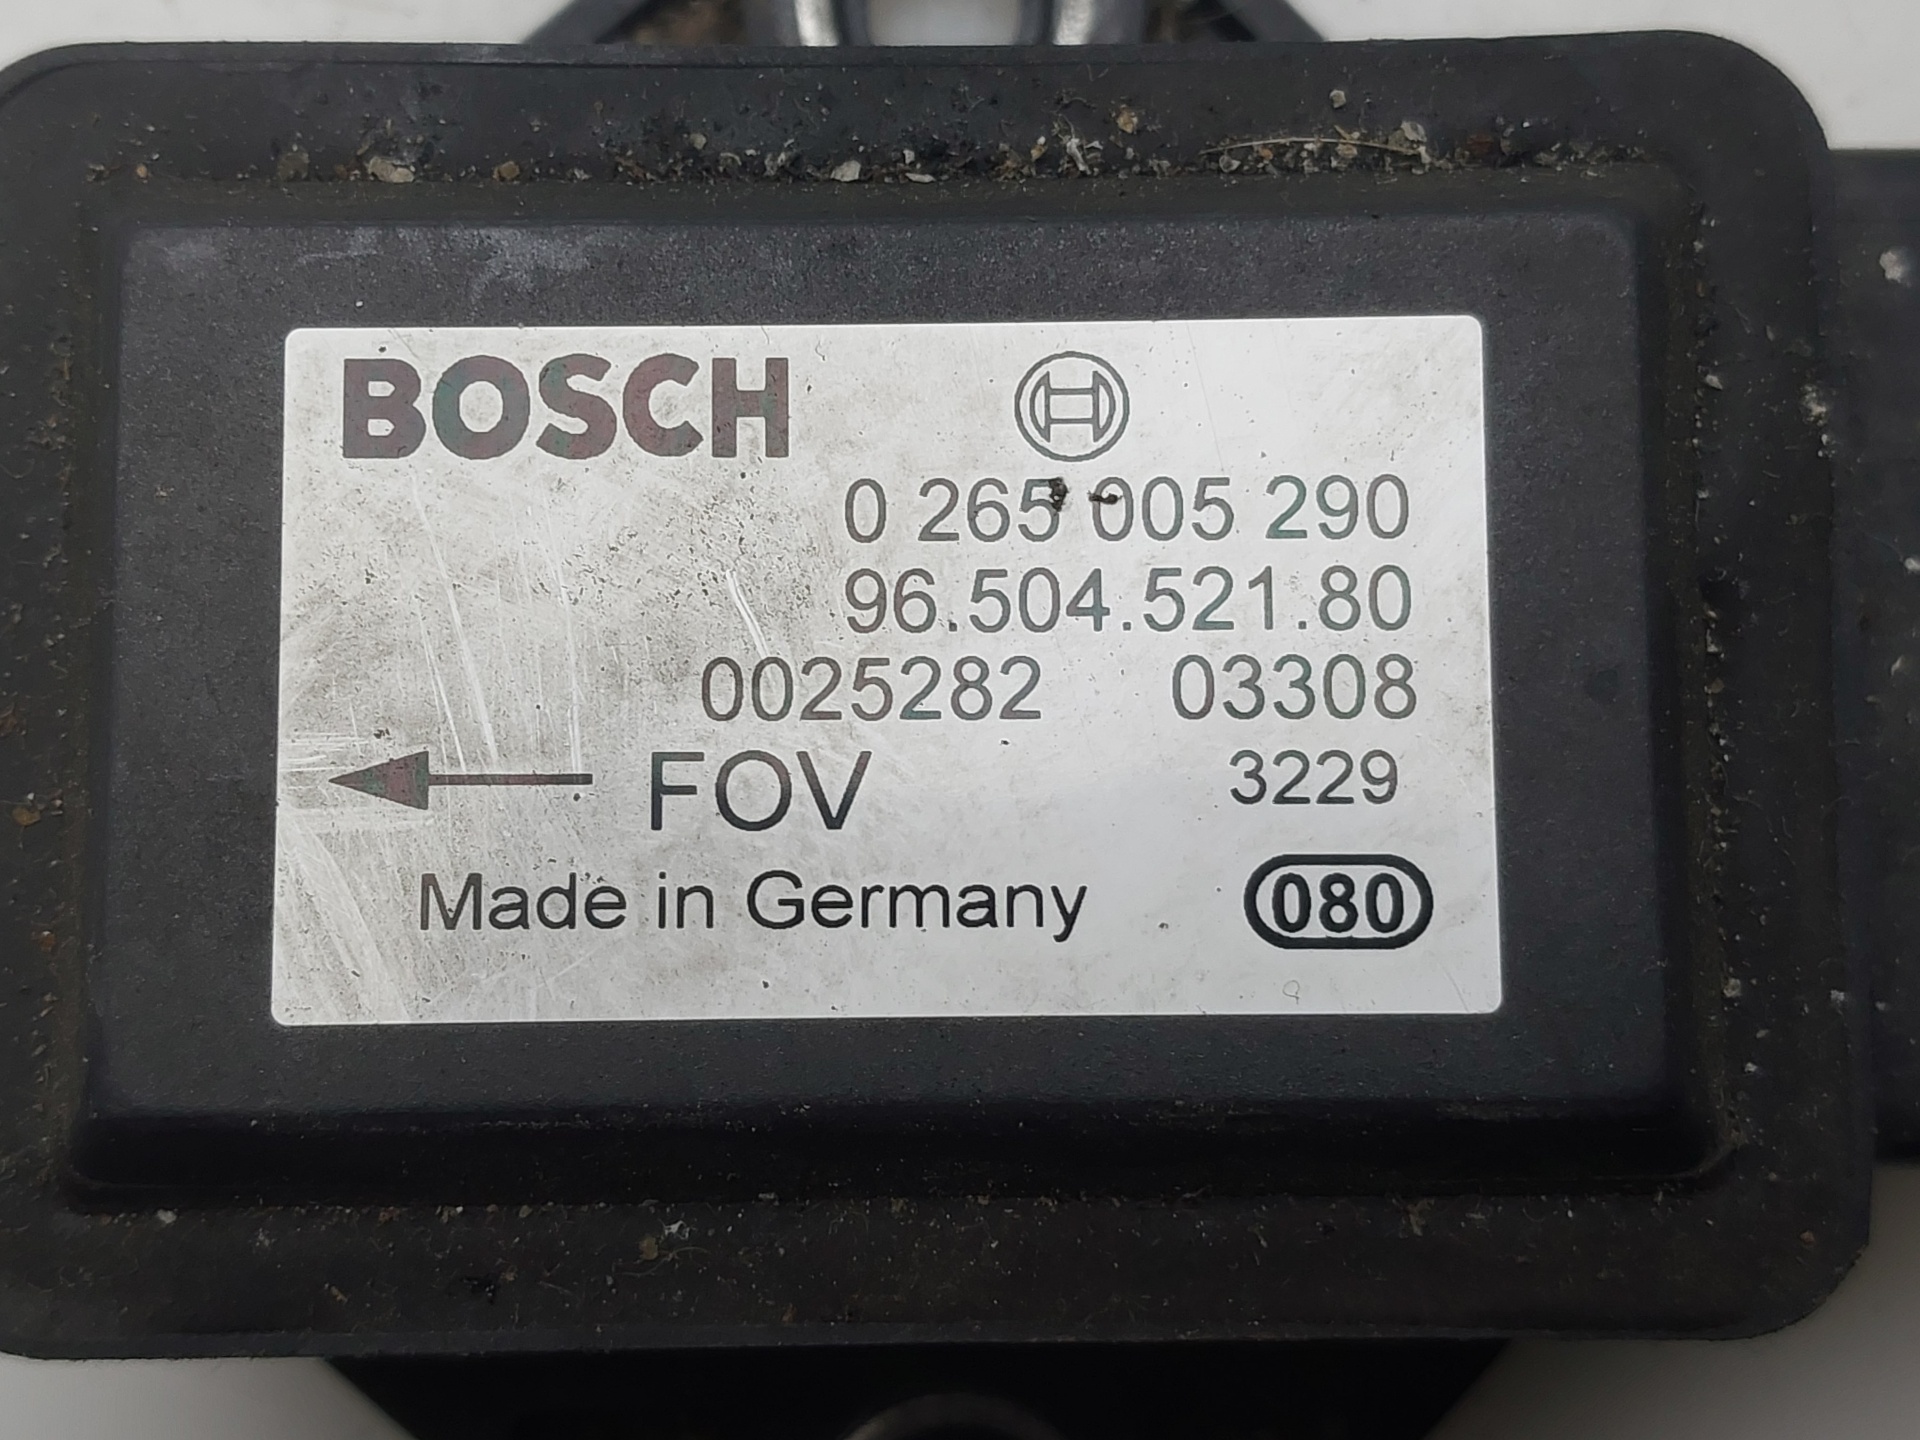 BOSCH
0 265 005 290
96.504.521.80
0025282 03308
FOV 3229
Made in Germany 080